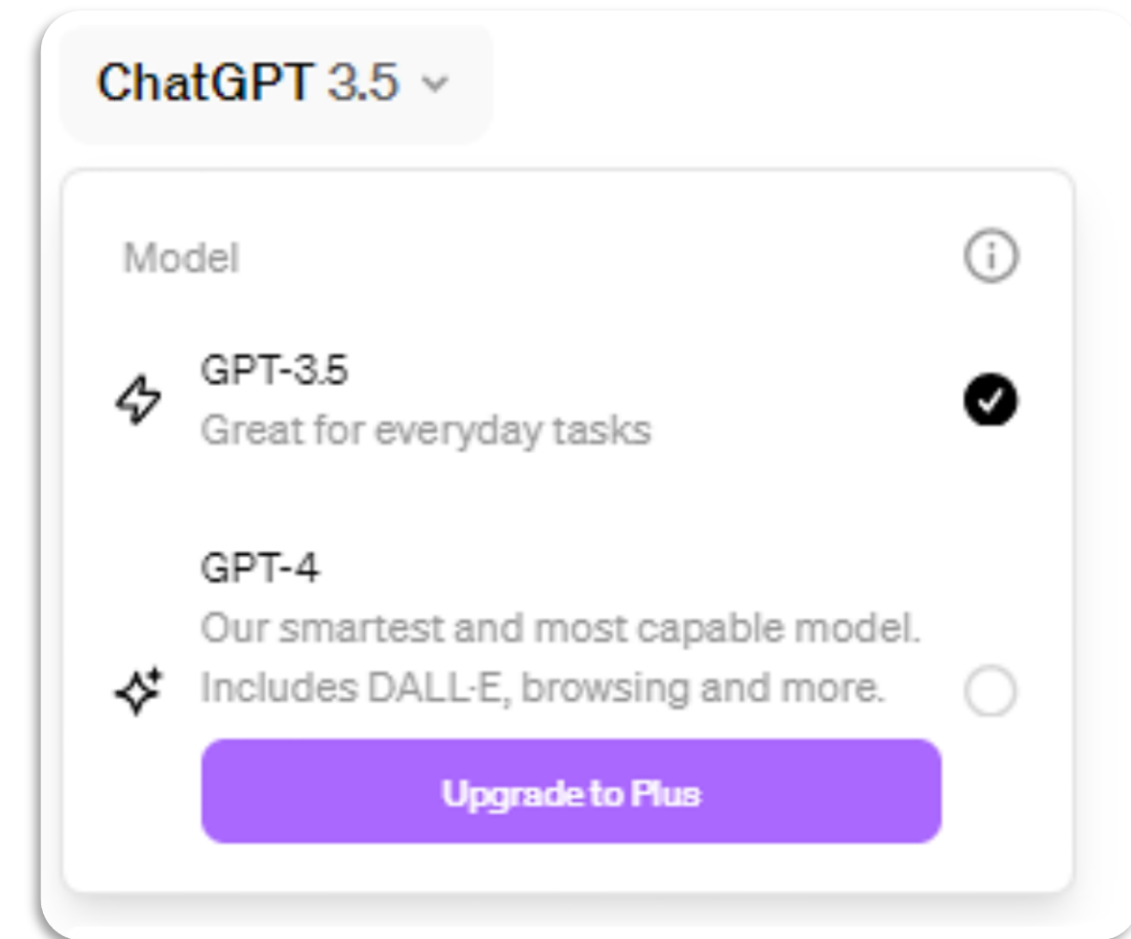 ChatGPT 3.5
Model
GPT-3.5
Great for everyday tasks
GPT-4
Our smartest and most capable model.
Includes DALL·E, browsing and more.
Upgrade to Plus